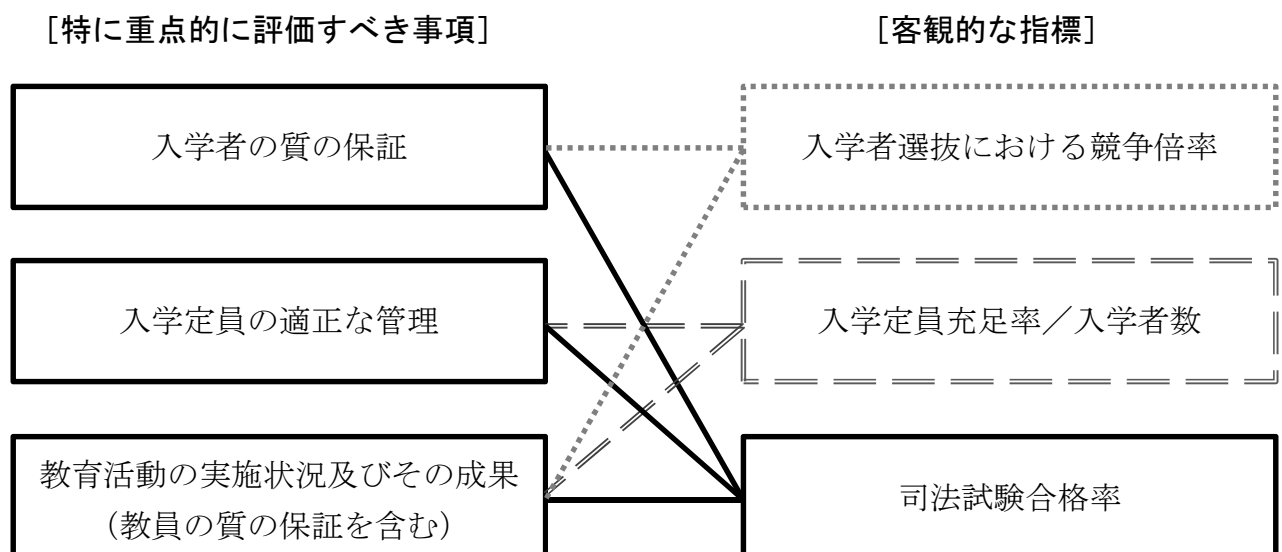 ［特に重点的に評価すべき事項］
［客観的な指標］
入学者の質の保証
入学者選抜における競争倍率
入学定員の適正な管理
入学定員充足率／入学者数
教育活動の実施状況及びその成果
（教員の質の保証を含む）
司法試験合格率